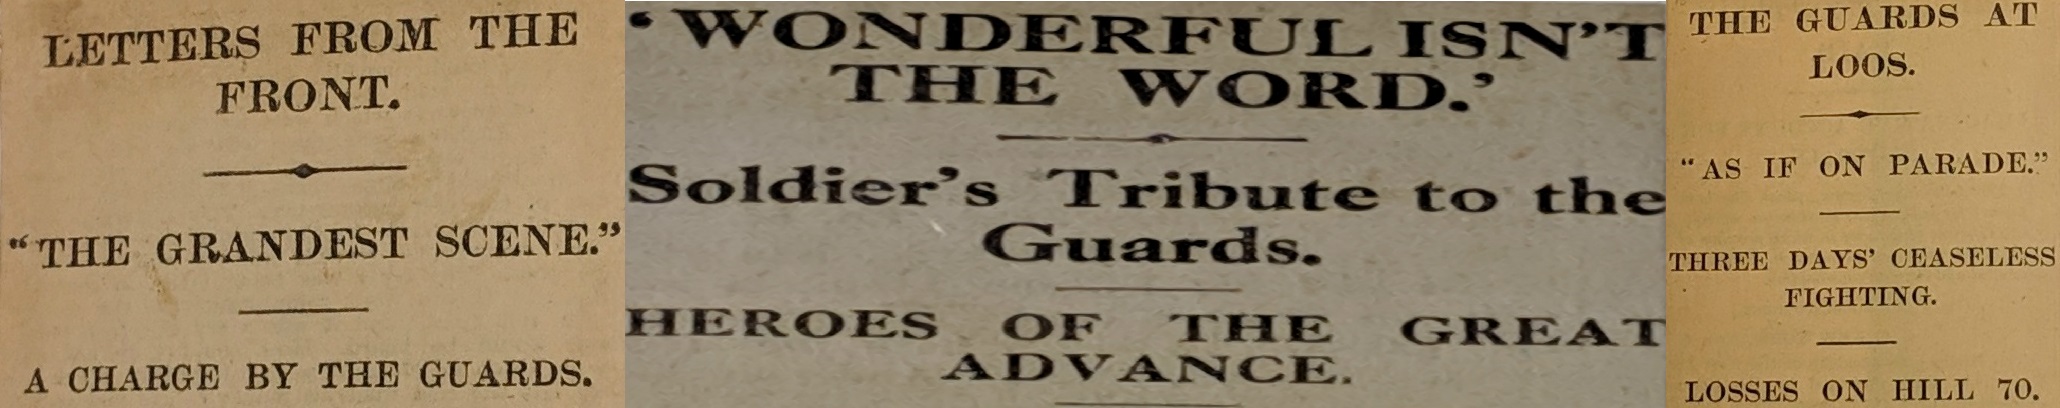 LETTERS FROM THE
FRONT.
"THE GRANDEST SCENE."
A CHARGE BY THE GUARDS.
'WONDERFUL ISN'T
THE WORD.'
Soldier's Tribute to the
Guards.
HEROES OF THE GREAT
ADVANCE.
THE GUARDS AT
LOOS.
"AS IF ON PARADE."
THREE DAYS' CEASELESS
FIGHTING.
LOSSES ON HILL 70.